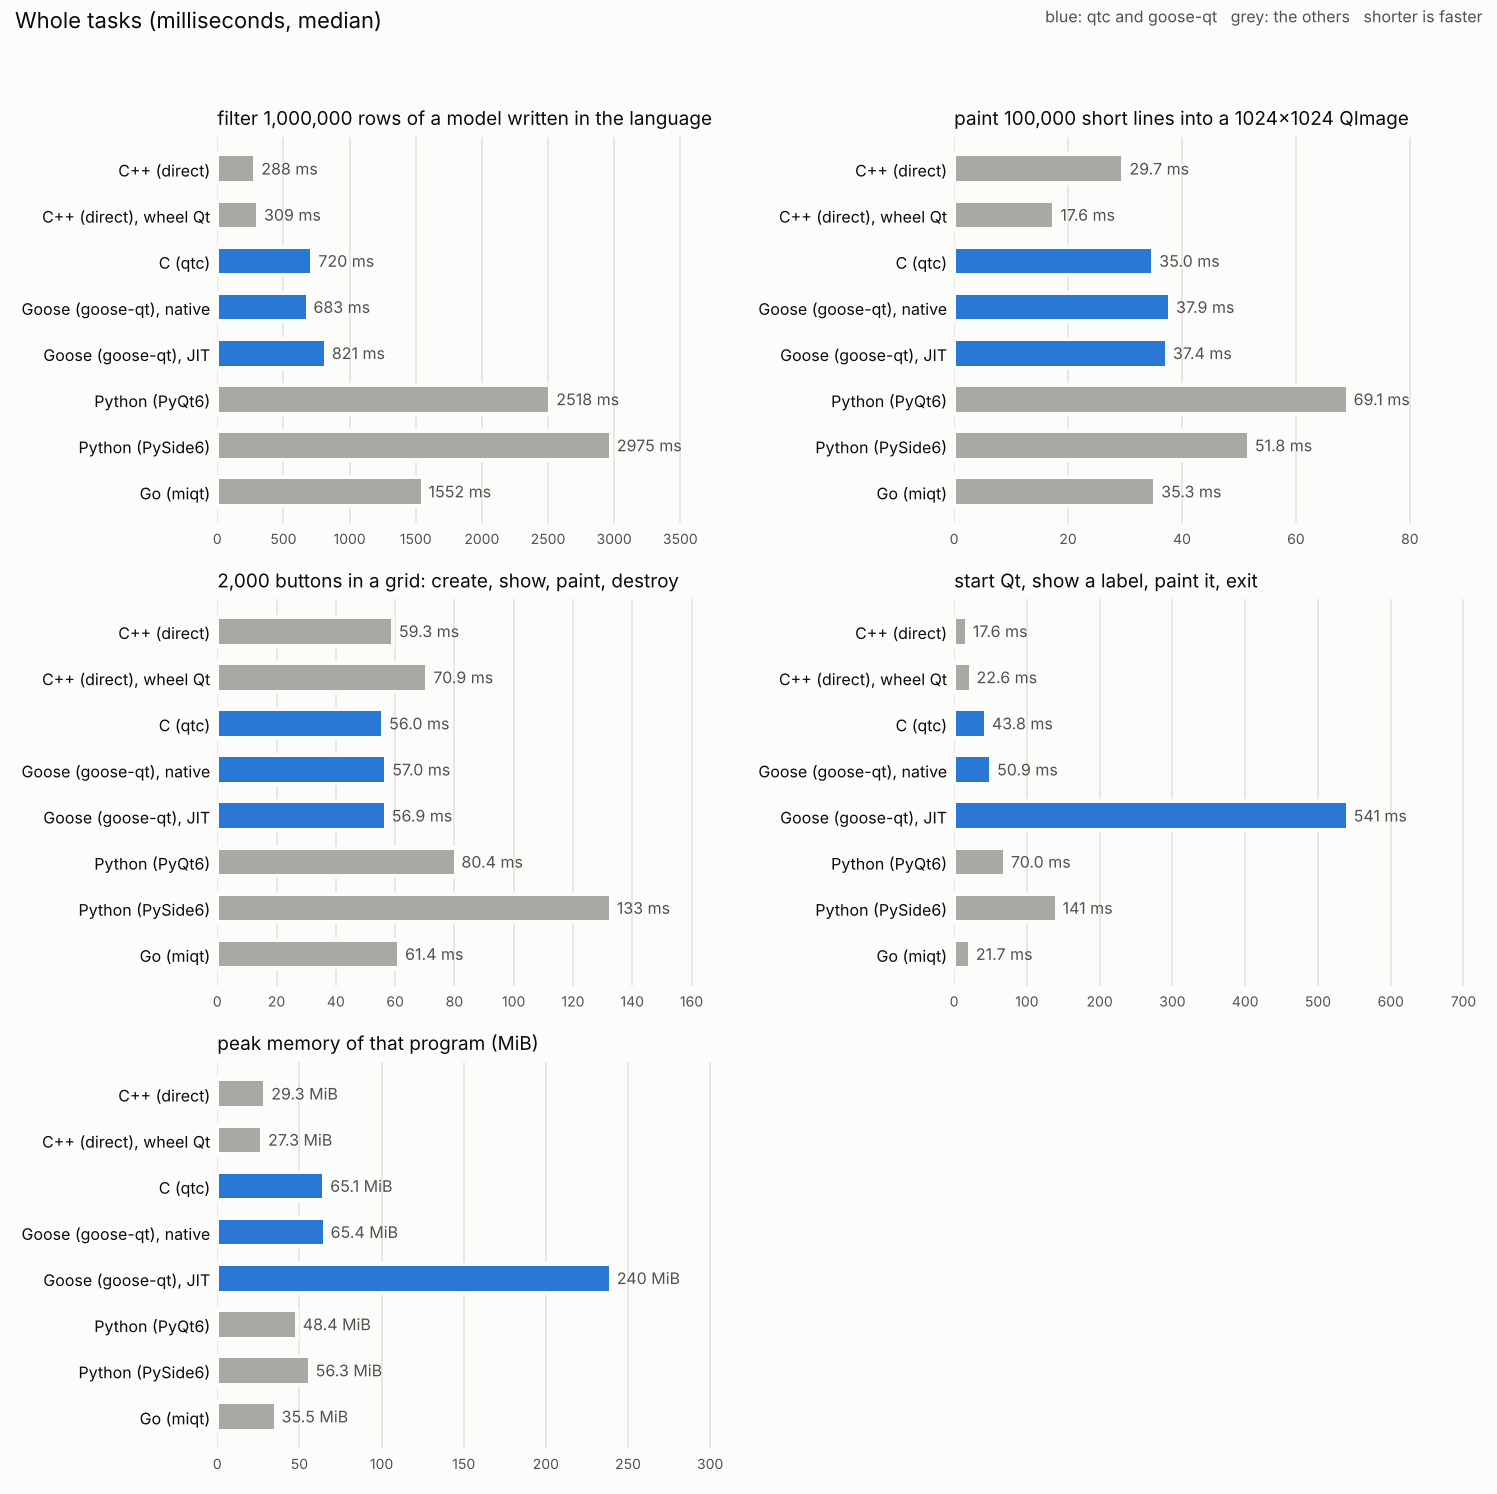 Whole tasks (milliseconds, median)
blue: qtc and goose-qt grey: the others shorter is faster
filter 1,000,000 rows of a model written in the language
C++ (direct) 288 ms
C++ (direct), wheel Qt 309 ms
C (qtc) 720 ms
Goose (goose-qt), native 683 ms
Goose (goose-qt), JIT 821 ms
Python (PyQt6) 2518 ms
Python (PySide6) 2975 ms
Go (miqt) 1552 ms
0 500 1000 1500 2000 2500 3000 3500
paint 100,000 short lines into a 1024×1024 QImage
C++ (direct) 29.7 ms
C++ (direct), wheel Qt 17.6 ms
C (qtc) 35.0 ms
Goose (goose-qt), native 37.9 ms
Goose (goose-qt), JIT 37.4 ms
Python (PyQt6) 69.1 ms
Python (PySide6) 51.8 ms
Go (miqt) 35.3 ms
0 20 40 60 80
2,000 buttons in a grid: create, show, paint, destroy
C++ (direct) 59.3 ms
C++ (direct), wheel Qt 70.9 ms
C (qtc) 56.0 ms
Goose (goose-qt), native 57.0 ms
Goose (goose-qt), JIT 56.9 ms
Python (PyQt6) 80.4 ms
Python (PySide6) 133 ms
Go (miqt) 61.4 ms
0 20 40 60 80 100 120 140 160
start Qt, show a label, paint it, exit
C++ (direct) 17.6 ms
C++ (direct), wheel Qt 22.6 ms
C (qtc) 43.8 ms
Goose (goose-qt), native 50.9 ms
Goose (goose-qt), JIT 541 ms
Python (PyQt6) 70.0 ms
Python (PySide6) 141 ms
Go (miqt) 21.7 ms
0 100 200 300 400 500 600 700
peak memory of that program (MiB)
C++ (direct) 29.3 MiB
C++ (direct), wheel Qt 27.3 MiB
C (qtc) 65.1 MiB
Goose (goose-qt), native 65.4 MiB
Goose (goose-qt), JIT 240 MiB
Python (PyQt6) 48.4 MiB
Python (PySide6) 56.3 MiB
Go (miqt) 35.5 MiB
0 50 100 150 200 250 300